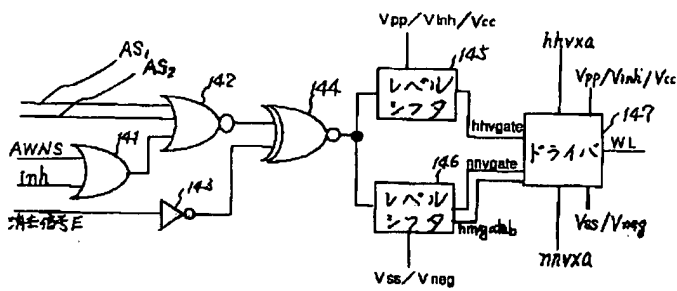 Vpp/Vinh/Vcc
hhvxa
AS1
AS2
142
144
145
レベル
シフタ
Vpp/Vinh/Vcc
147
hhvgate
ドライバ
WL
AWNS
141
Inh
146
nnvgate
レベル
シフタ
消去信号E
143
Vss/Vneg
Vss/Vneg
nnvxa